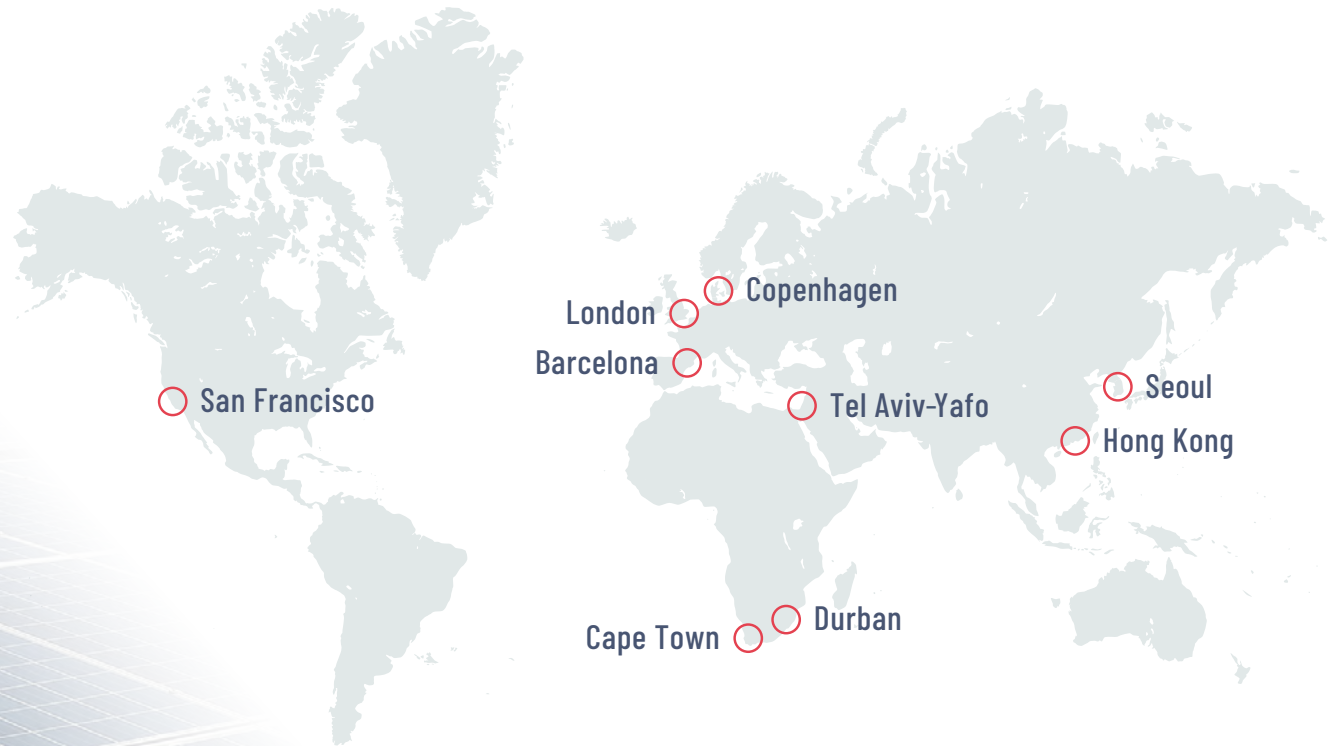 Copenhagen
London
Barcelona
San Francisco
Tel Aviv-Yafo
Seoul
Hong Kong
Durban
Cape Town